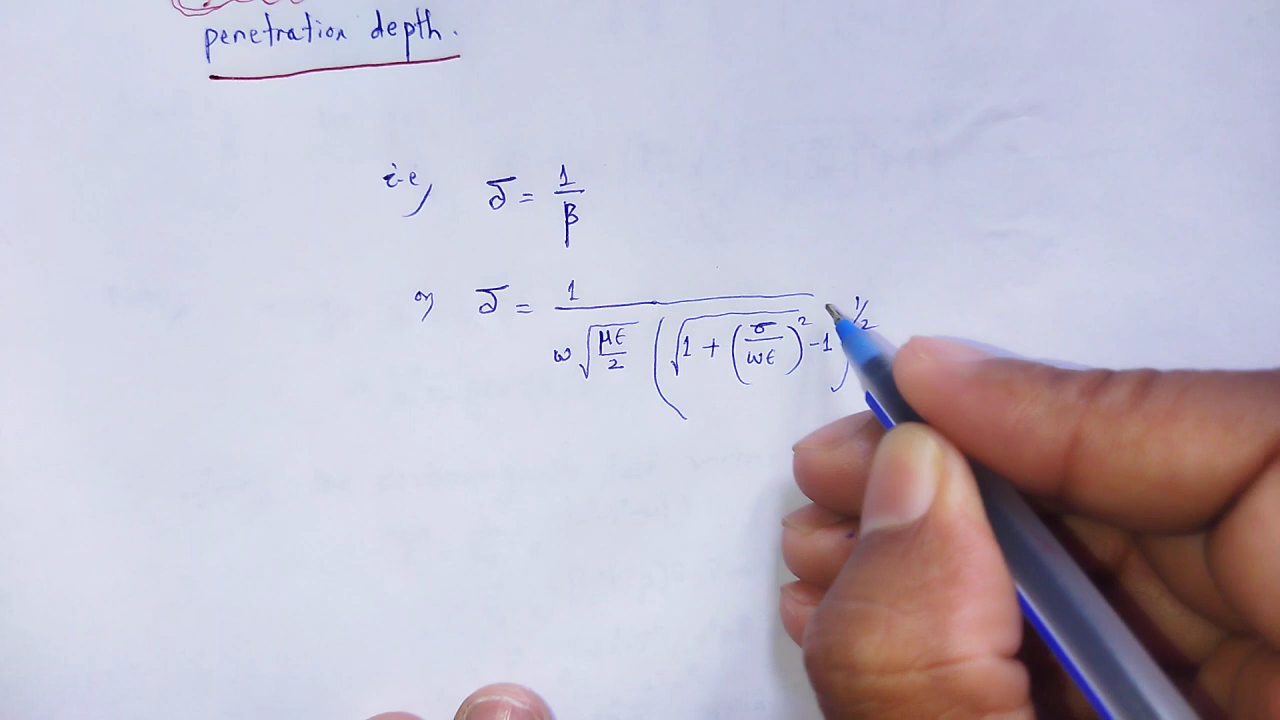 penetration depth.
i.e, δ = 1/β
or δ = 1/(ω√(με/2) (√(1 + (σ/ωε)²) - 1)^1/2)